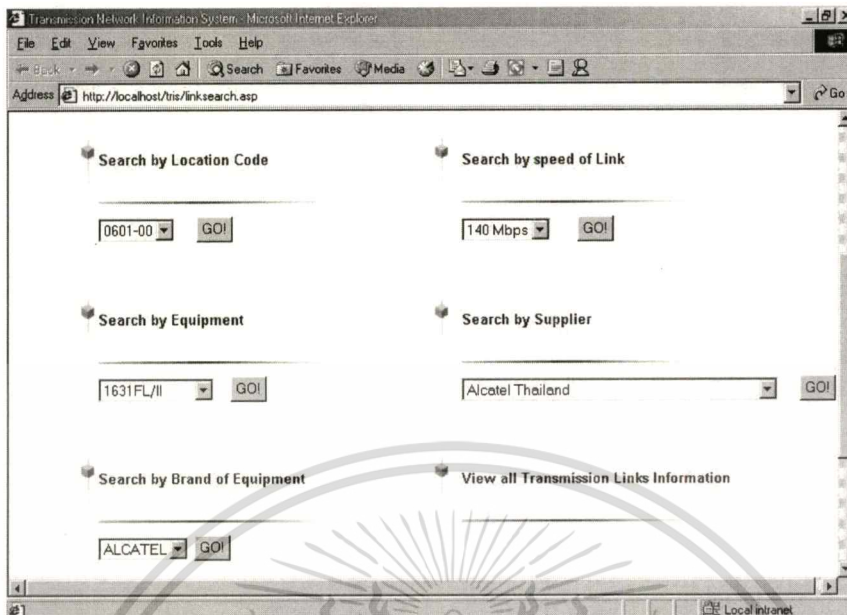 Transmission Network Information System - Microsoft Internet Explorer
File Edit View Favorites Tools Help
Back Search Favorites Media
Address http://localhost/tris/linksearch.asp Go
Search by Location Code
0601-00 GO!
Search by speed of Link
140 Mbps GO!
Search by Equipment
1631FL/II GO!
Search by Supplier
Alcatel Thailand GO!
Search by Brand of Equipment
ALCATEL GO!
View all Transmission Links Information
Local intranet